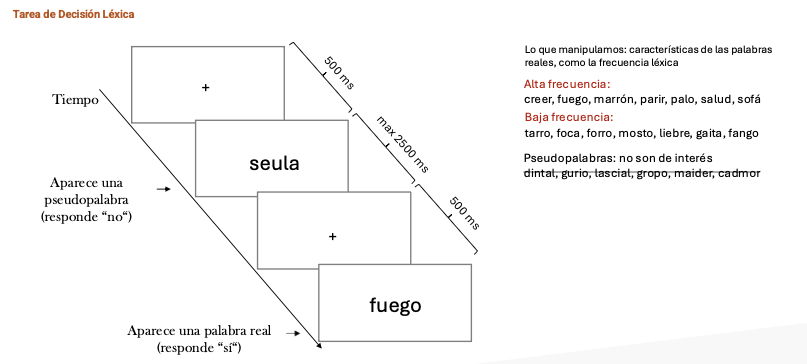 Tarea de Decisión Léxica
+
500 ms
Tiempo
seula
max 2500 ms
Aparece una
pseudopalabra
(responde “no“)
+
500 ms
fuego
Aparece una palabra real
(responde “sí“)
Lo que manipulamos: características de las palabras
reales, como la frecuencia léxica
Alta frecuencia:
creer, fuego, marrón, parir, palo, salud, sofá
Baja frecuencia:
tarro, foca, forro, mosto, liebre, gaita, fango
Pseudopalabras: no son de interés
dintal, gurio, lascial, gropo, maider, cadmor